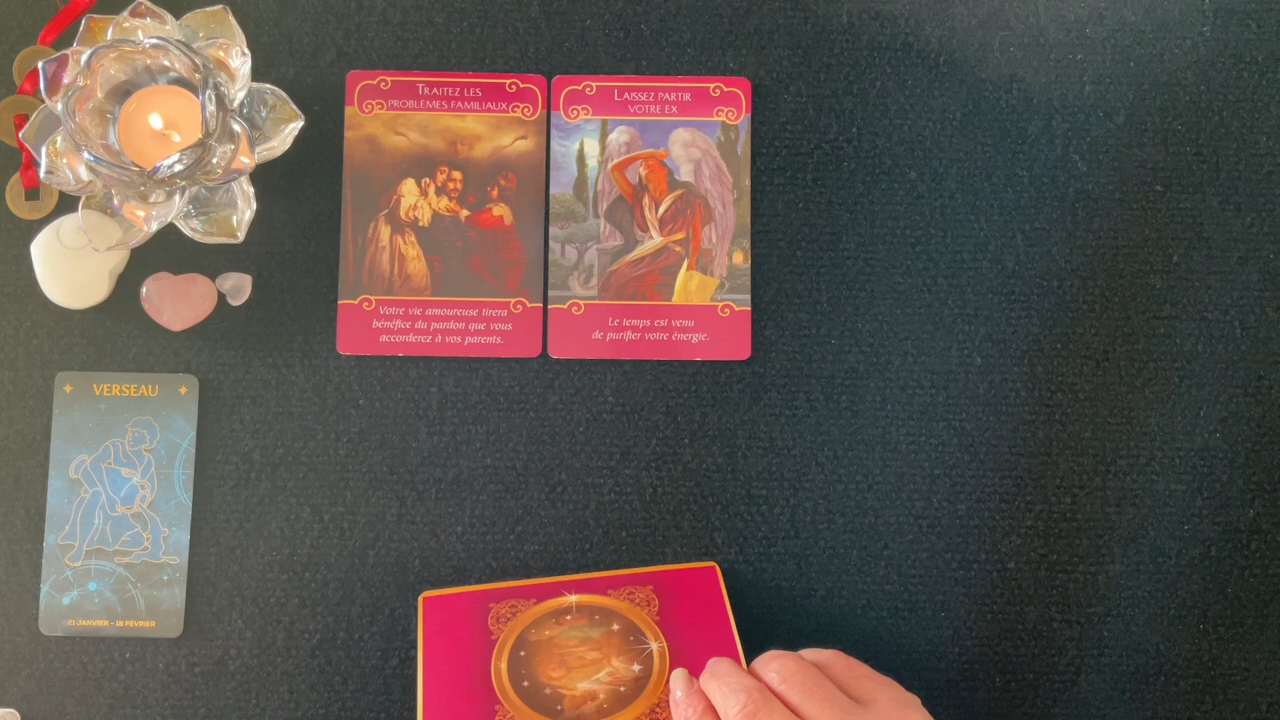 TRAITEZ LES
PROBLÈMES FAMILIAUX
Votre vie amoureuse tirera
bénéfice du pardon que vous
accorderez à vos parents.
LAISSEZ PARTIR
VOTRE EX
Le temps est venu
de purifier votre énergie.
VERSEAU
21 JANVIER - 18 FÉVRIER